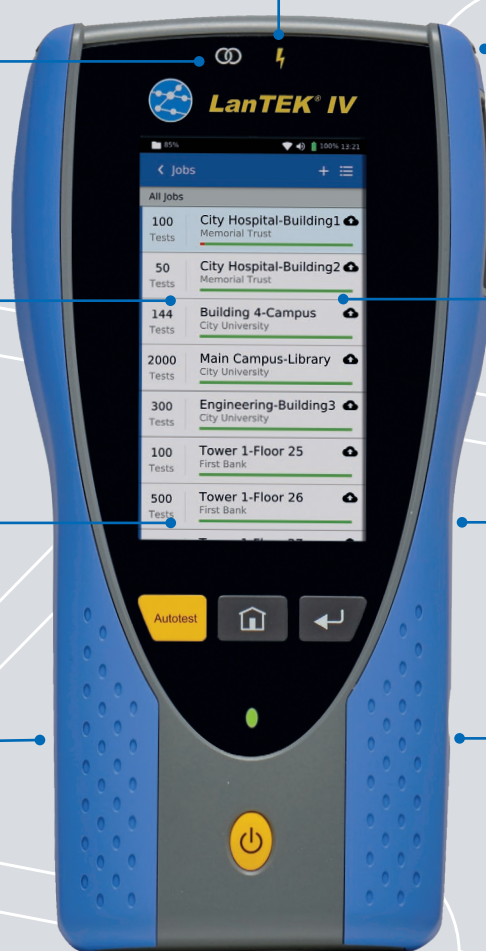 LanTEK® IV
85%
100% 13:21
Jobs
All Jobs
100 Tests
City Hospital-Building1
Memorial Trust
50 Tests
City Hospital-Building2
Memorial Trust
144 Tests
Building 4-Campus
City University
2000 Tests
Main Campus-Library
City University
300 Tests
Engineering-Building3
City University
100 Tests
Tower 1-Floor 25
First Bank
500 Tests
Tower 1-Floor 26
First Bank
Autotest